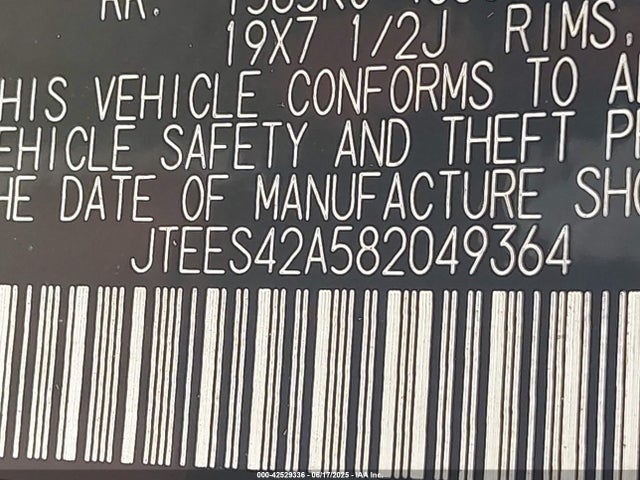 RR.
19X7 1/2J RIMS,
HIS VEHICLE CONFORMS TO
EHICLE SAFETY AND THEFT
HE DATE OF MANUFACTURE
JTEES42A582049364
000-42529336 - 06/17/2025 - IAA Inc.